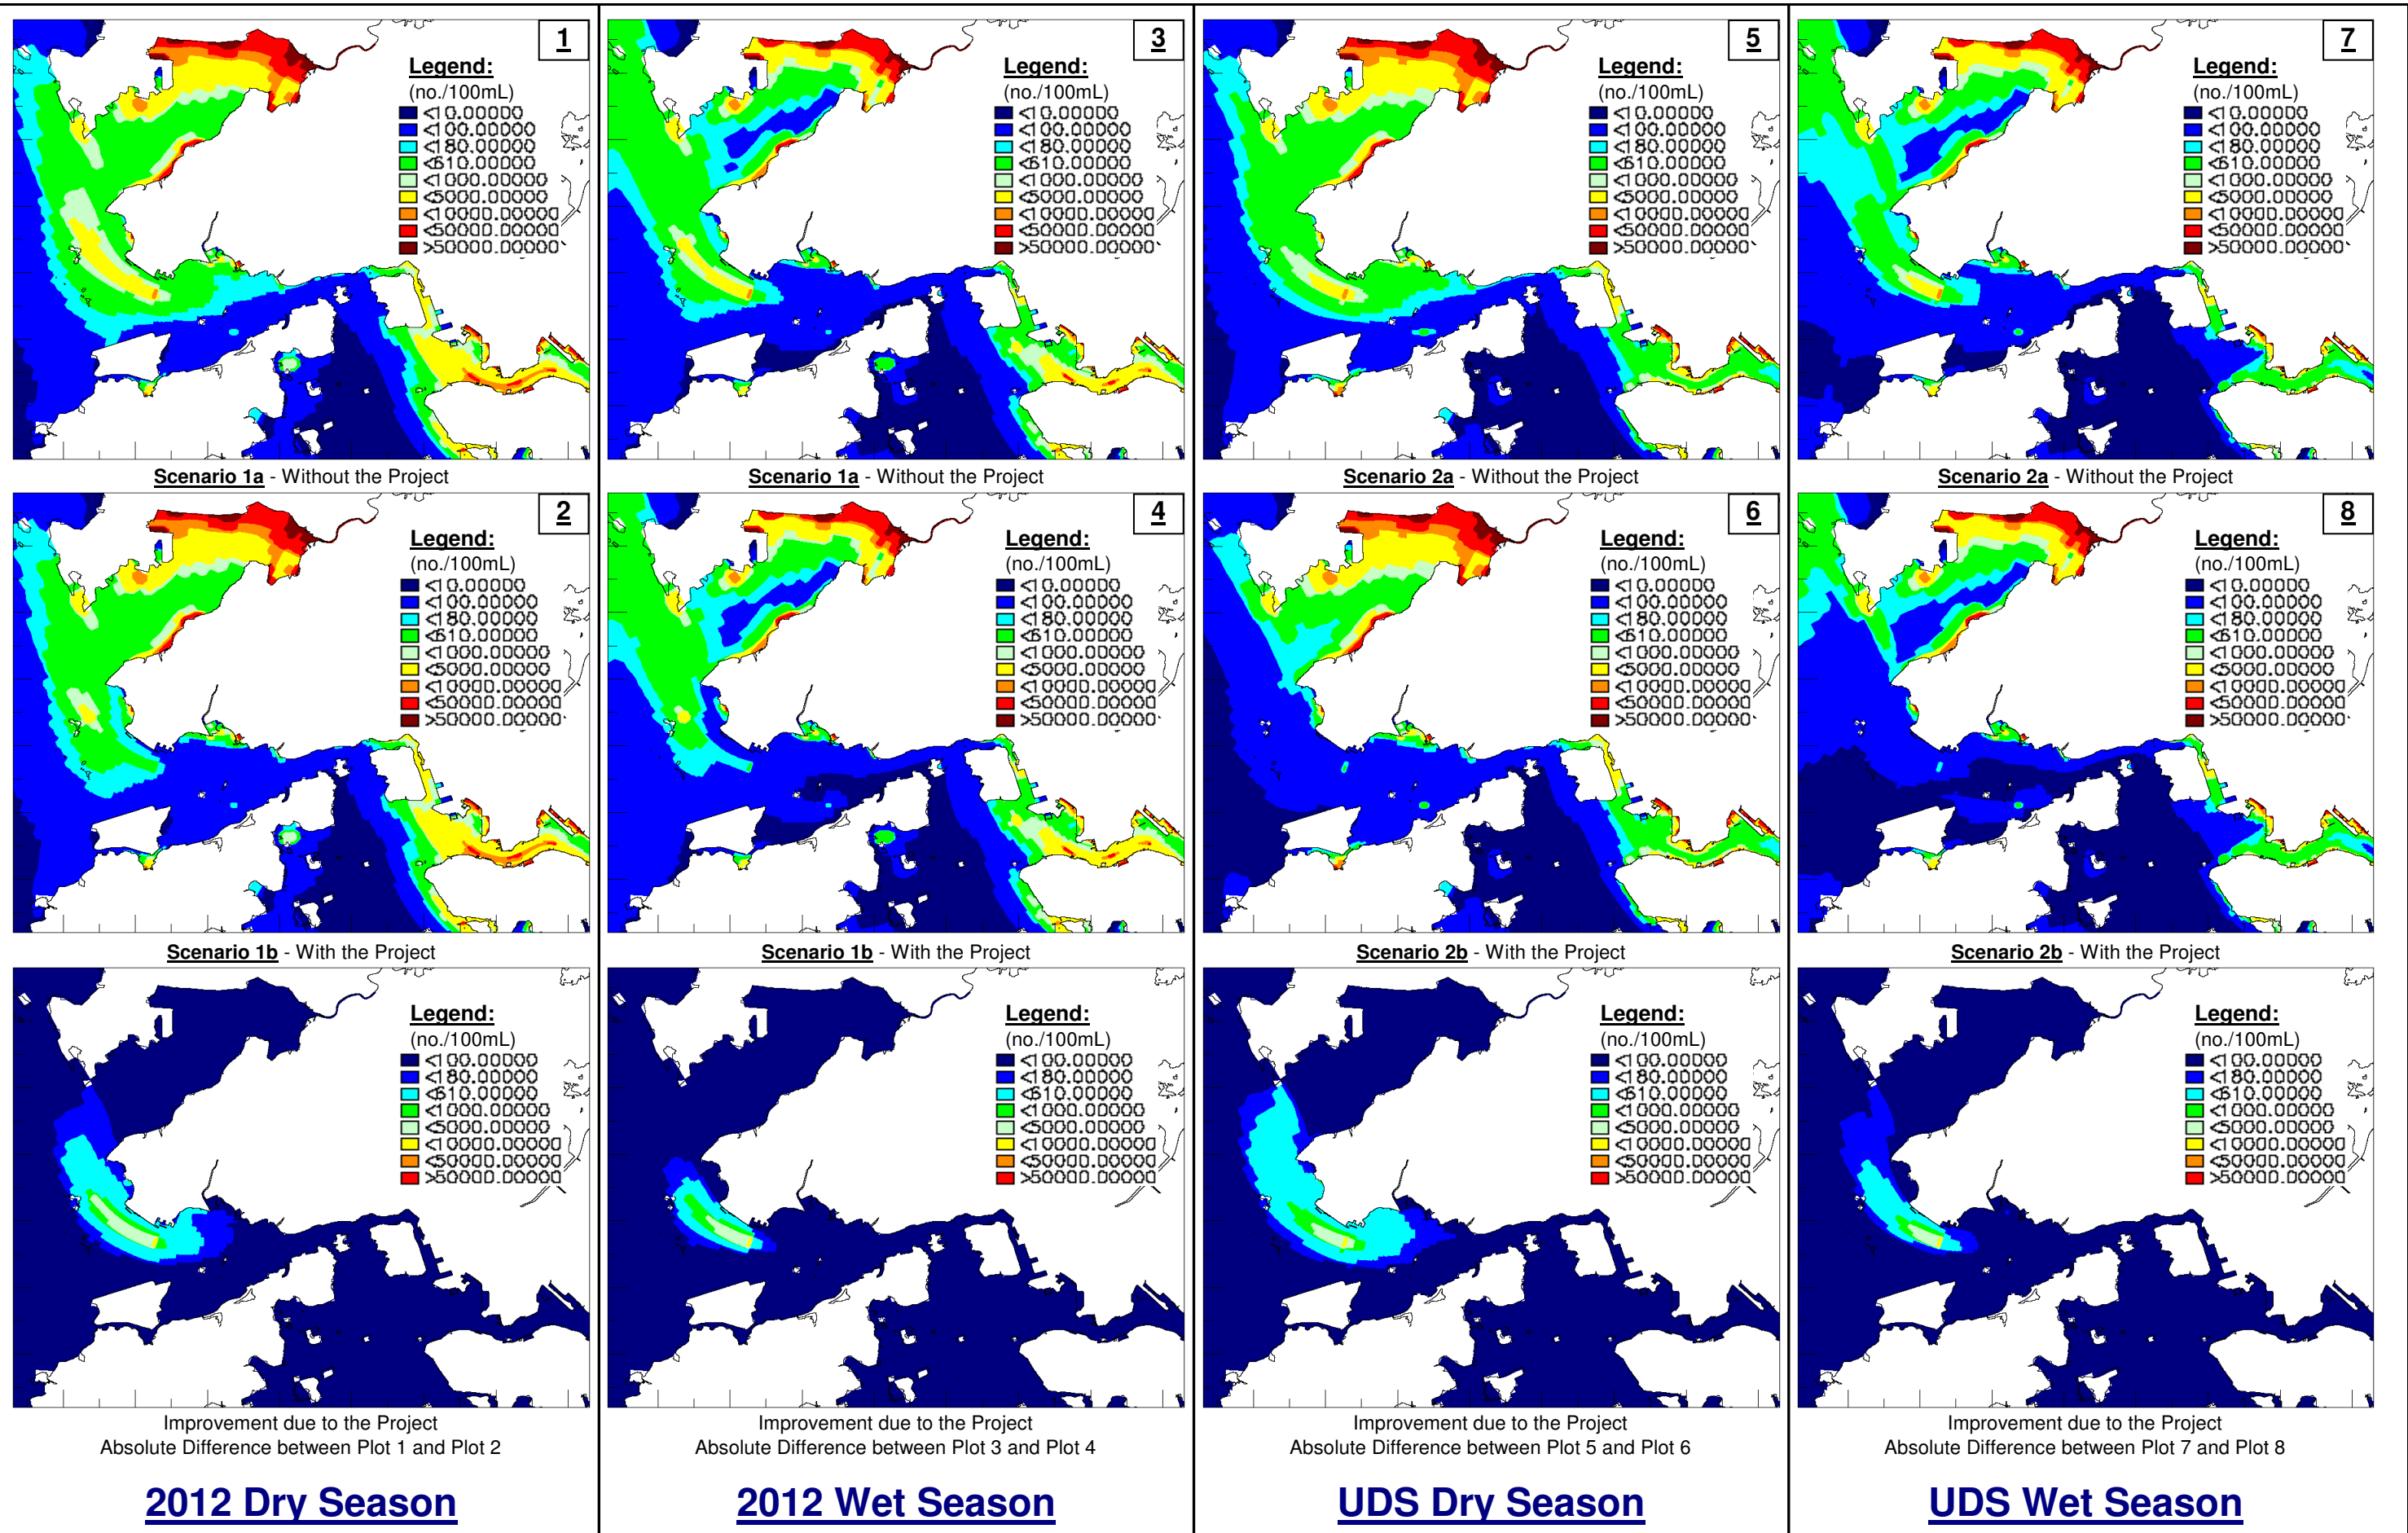 1
Legend:
(no./100mL)
<10.00000
<100.00000
<180.00000
<610.00000
<1000.00000
<5000.00000
<10000.00000
<50000.00000
>50000.00000
Scenario 1a - Without the Project
2
Legend:
(no./100mL)
<10.00000
<100.00000
<180.00000
<610.00000
<1000.00000
<5000.00000
<10000.00000
<50000.00000
>50000.00000
Scenario 1b - With the Project
Legend:
(no./100mL)
<100.00000
<180.00000
<610.00000
<1000.00000
<5000.00000
<10000.00000
<50000.00000
>50000.00000
Improvement due to the Project
Absolute Difference between Plot 1 and Plot 2
2012 Dry Season
3
Legend:
(no./100mL)
<10.00000
<100.00000
<180.00000
<610.00000
<1000.00000
<5000.00000
<10000.00000
<50000.00000
>50000.00000
Scenario 1a - Without the Project
4
Legend:
(no./100mL)
<10.00000
<100.00000
<180.00000
<610.00000
<1000.00000
<5000.00000
<10000.00000
<50000.00000
>50000.00000
Scenario 1b - With the Project
Legend:
(no./100mL)
<100.00000
<180.00000
<610.00000
<1000.00000
<5000.00000
<10000.00000
<50000.00000
>50000.00000
Improvement due to the Project
Absolute Difference between Plot 3 and Plot 4
2012 Wet Season
5
Legend:
(no./100mL)
<10.00000
<100.00000
<180.00000
<610.00000
<1000.00000
<5000.00000
<10000.00000
<50000.00000
>50000.00000
Scenario 2a - Without the Project
6
Legend:
(no./100mL)
<10.00000
<100.00000
<180.00000
<610.00000
<1000.00000
<5000.00000
<10000.00000
<50000.00000
>50000.00000
Scenario 2b - With the Project
Legend:
(no./100mL)
<100.00000
<180.00000
<610.00000
<1000.00000
<5000.00000
<10000.00000
<50000.00000
>50000.00000
Improvement due to the Project
Absolute Difference between Plot 5 and Plot 6
UDS Dry Season
7
Legend:
(no./100mL)
<10.00000
<100.00000
<180.00000
<610.00000
<1000.00000
<5000.00000
<10000.00000
<50000.00000
>50000.00000
Scenario 2a - Without the Project
8
Legend:
(no./100mL)
<10.00000
<100.00000
<180.00000
<610.00000
<1000.00000
<5000.00000
<10000.00000
<50000.00000
>50000.00000
Scenario 2b - With the Project
Legend:
(no./100mL)
<100.00000
<180.00000
<610.00000
<1000.00000
<5000.00000
<10000.00000
<50000.00000
>50000.00000
Improvement due to the Project
Absolute Difference between Plot 7 and Plot 8
UDS Wet Season